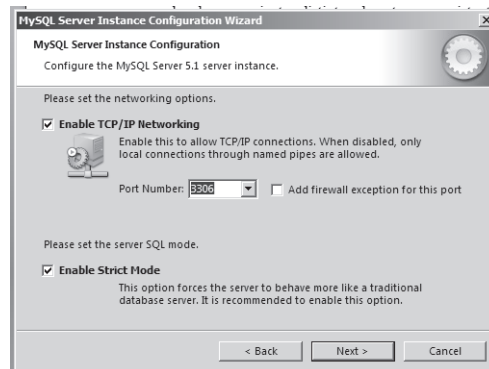 MySQL Server Instance Configuration Wizard
MySQL Server Instance Configuration
Configure the MySQL Server 5.1 server instance.
Please set the networking options.
Enable TCP/IP Networking
Enable this to allow TCP/IP connections. When disabled, only
local connections through named pipes are allowed.
Port Number: 3306
Add firewall exception for this port
Please set the server SQL mode.
Enable Strict Mode
This option forces the server to behave more like a traditional
database server. It is recommended to enable this option.
< Back
Next >
Cancel